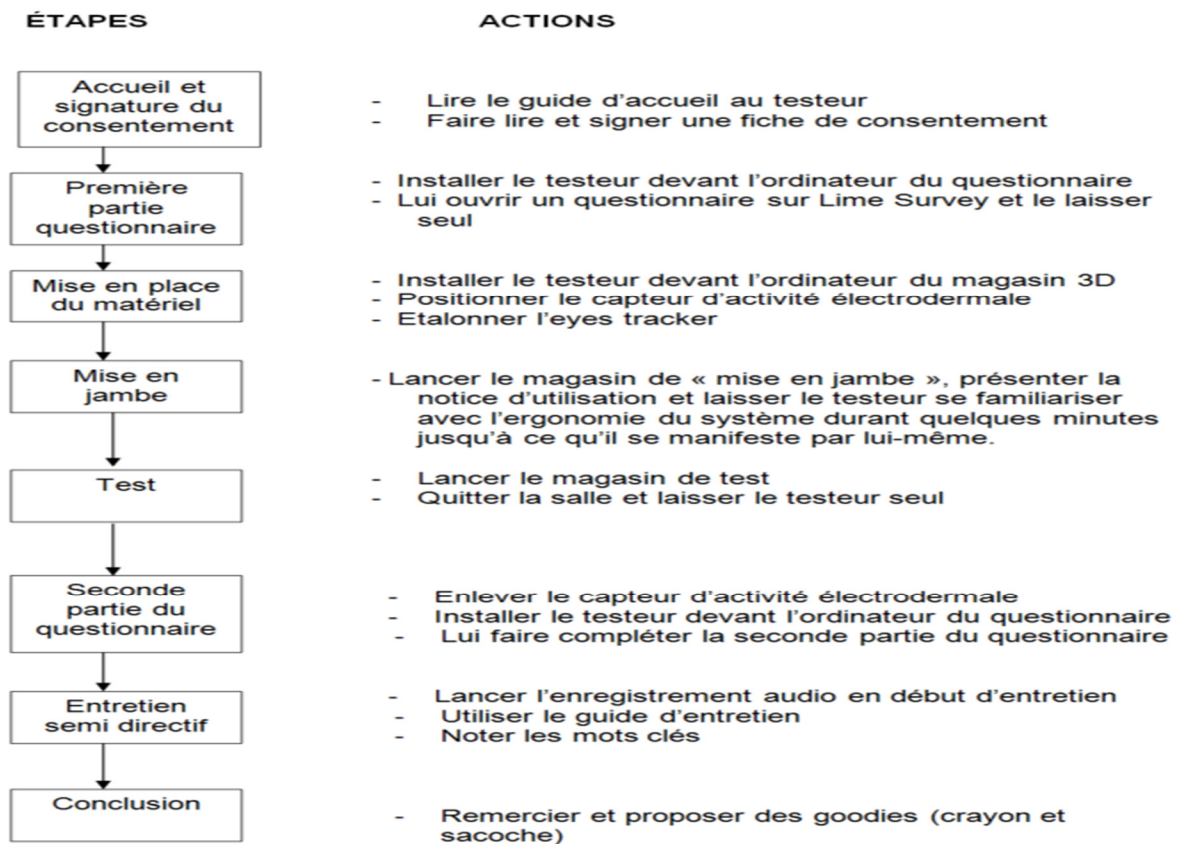 ÉTAPES ACTIONS
Accueil et
signature du
consentement
- Lire le guide d'accueil au testeur
- Faire lire et signer une fiche de consentement
Première
partie
questionnaire
- Installer le testeur devant l'ordinateur du questionnaire
- Lui ouvrir un questionnaire sur Lime Survey et le laisser
seul
Mise en place
du matériel
- Installer le testeur devant l'ordinateur du magasin 3D
- Positionner le capteur d'activité électrodermale
- Etalonner l'eyes tracker
Mise en
jambe
- Lancer le magasin de « mise en jambe », présenter la
notice d'utilisation et laisser le testeur se familiariser
avec l'ergonomie du système durant quelques minutes
jusqu'à ce qu'il se manifeste par lui-même.
Test
- Lancer le magasin de test
- Quitter la salle et laisser le testeur seul
Seconde
partie du
questionnaire
- Enlever le capteur d'activité électrodermale
- Installer le testeur devant l'ordinateur du questionnaire
- Lui faire compléter la seconde partie du questionnaire
Entretien
semi directif
- Lancer l'enregistrement audio en début d'entretien
- Utiliser le guide d'entretien
- Noter les mots clés
Conclusion
- Remercier et proposer des goodies (crayon et
sacoche)